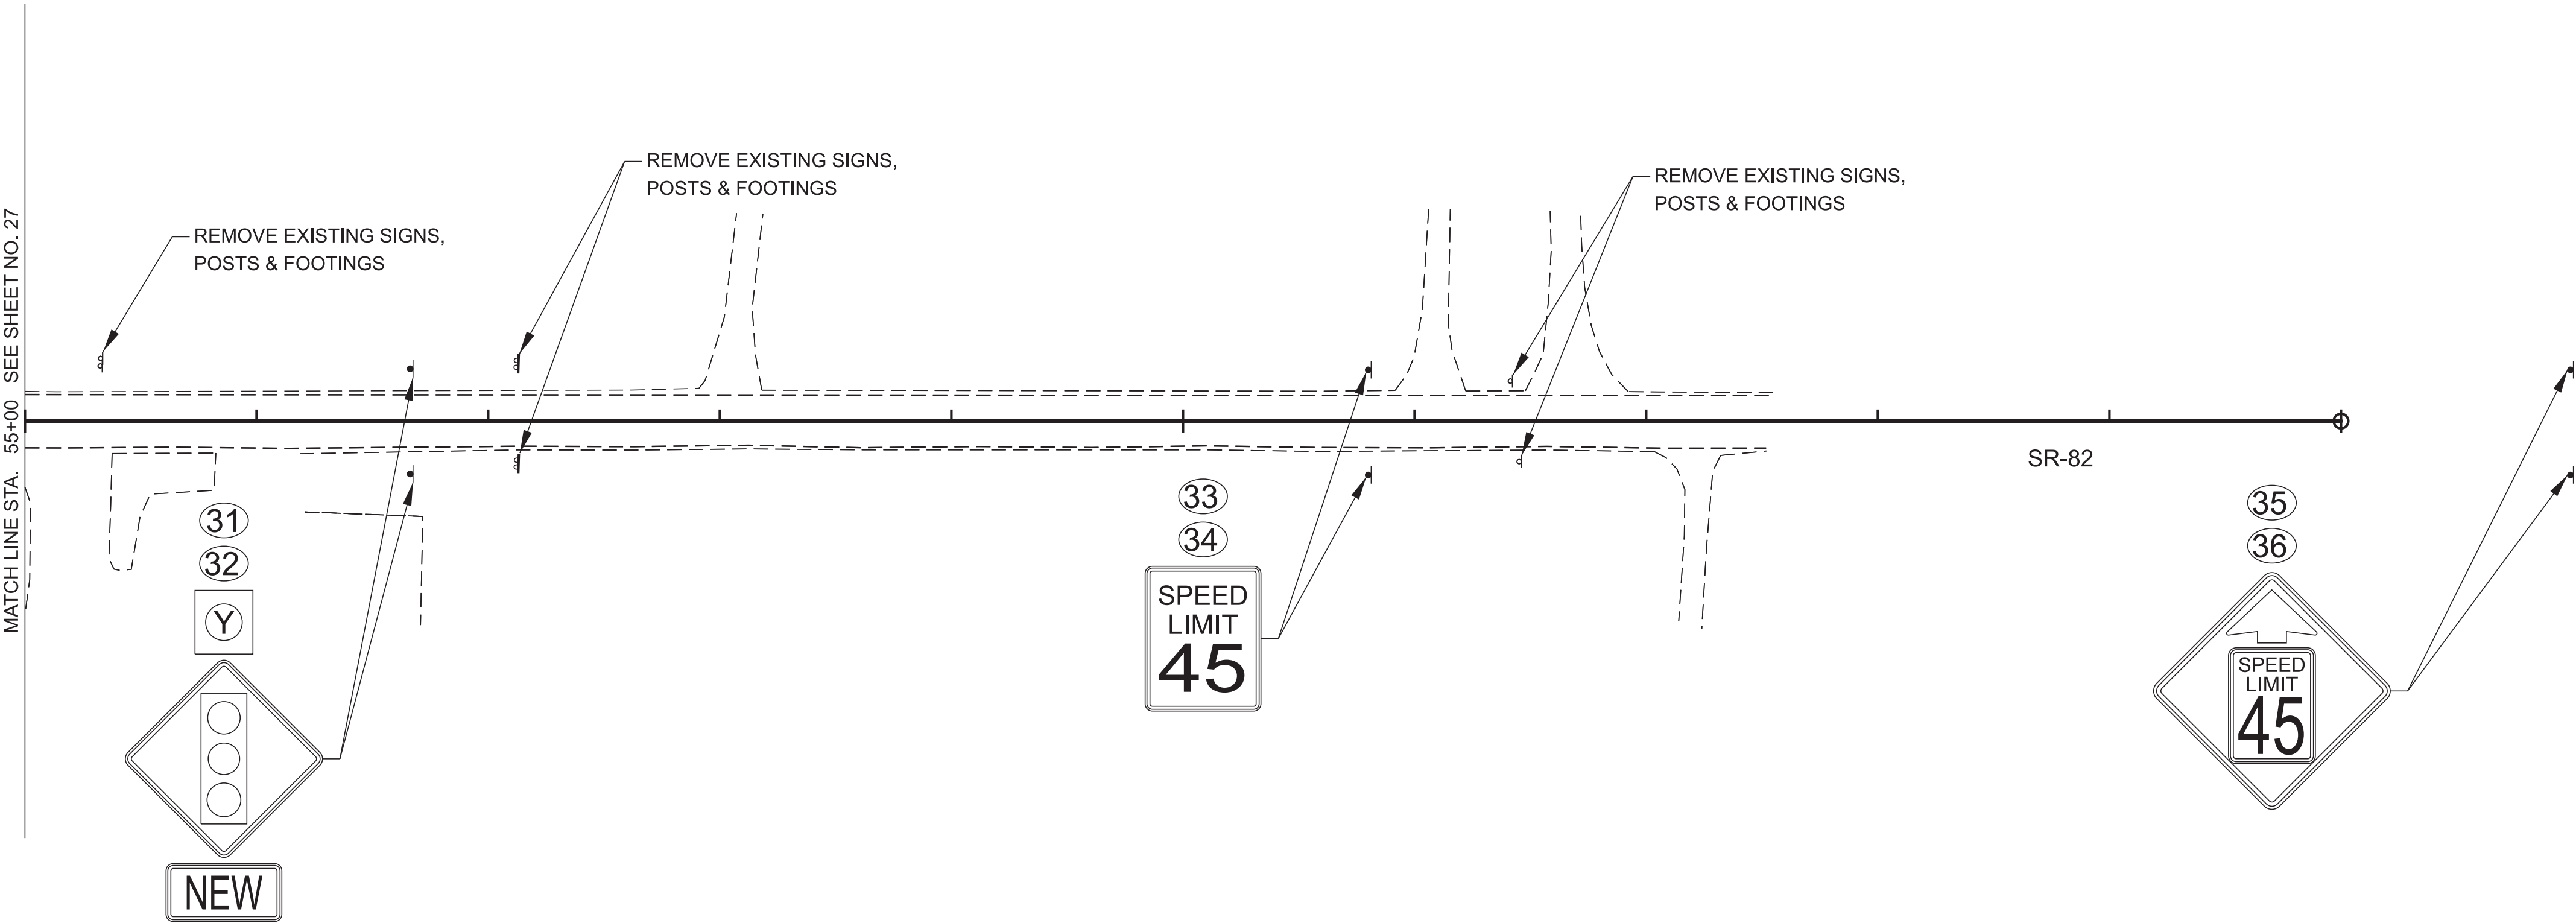 MATCH LINE STA. 55+00 SEE SHEET NO. 27
REMOVE EXISTING SIGNS,
POSTS & FOOTINGS
REMOVE EXISTING SIGNS,
POSTS & FOOTINGS
REMOVE EXISTING SIGNS,
POSTS & FOOTINGS
SR-82
31
32
Y
NEW
33
34
SPEED
LIMIT
45
35
36
SPEED
LIMIT
45